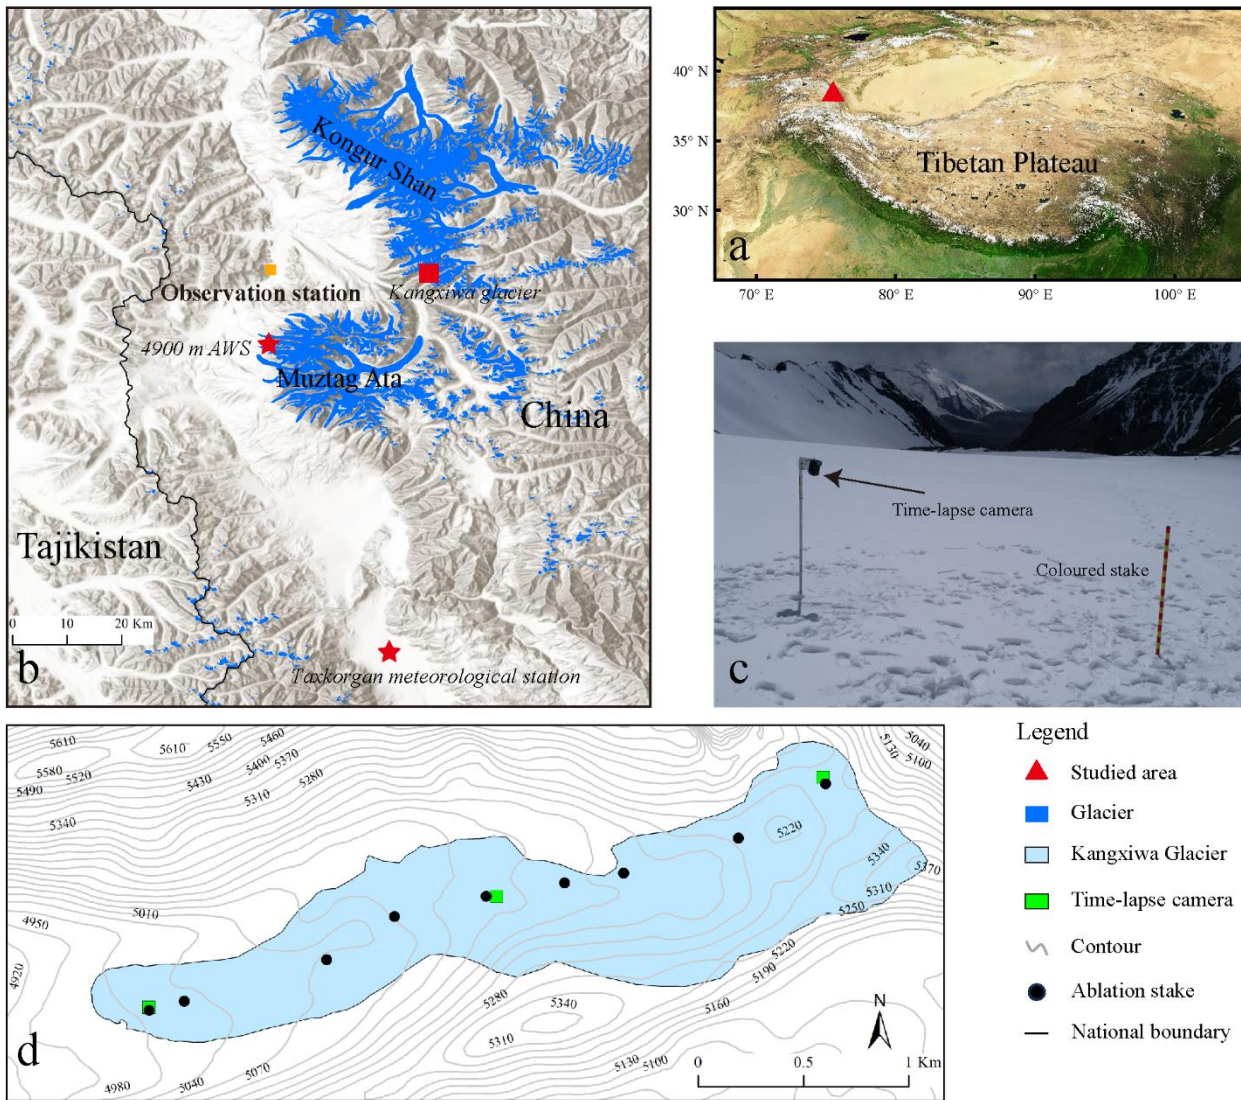 Kongur Shan
Kangxiwa glacier
Observation station
4900 m AWS
Muztag Ata
China
Tajikistan
0 10 20 Km
b
Taxkorgan meteorological station
40° N
35° N
30° N
Tibetan Plateau
a
70° E 80° E 90° E 100° E
Time-lapse camera
Coloured stake
c
5610 5610 5550 5460
5580 5520 5400 5370
5490 5430 5280
5310
5340
5130 5040
5100
5220
5340
5370
5310
5250
4950 5010
4920
5220
5190
5280
5340
5160
5310
5130 5100
4980 5040 5070
N
0 0.5 1 Km
d
Legend
Studied area
Glacier
Kangxiwa Glacier
Time-lapse camera
Contour
Ablation stake
National boundary